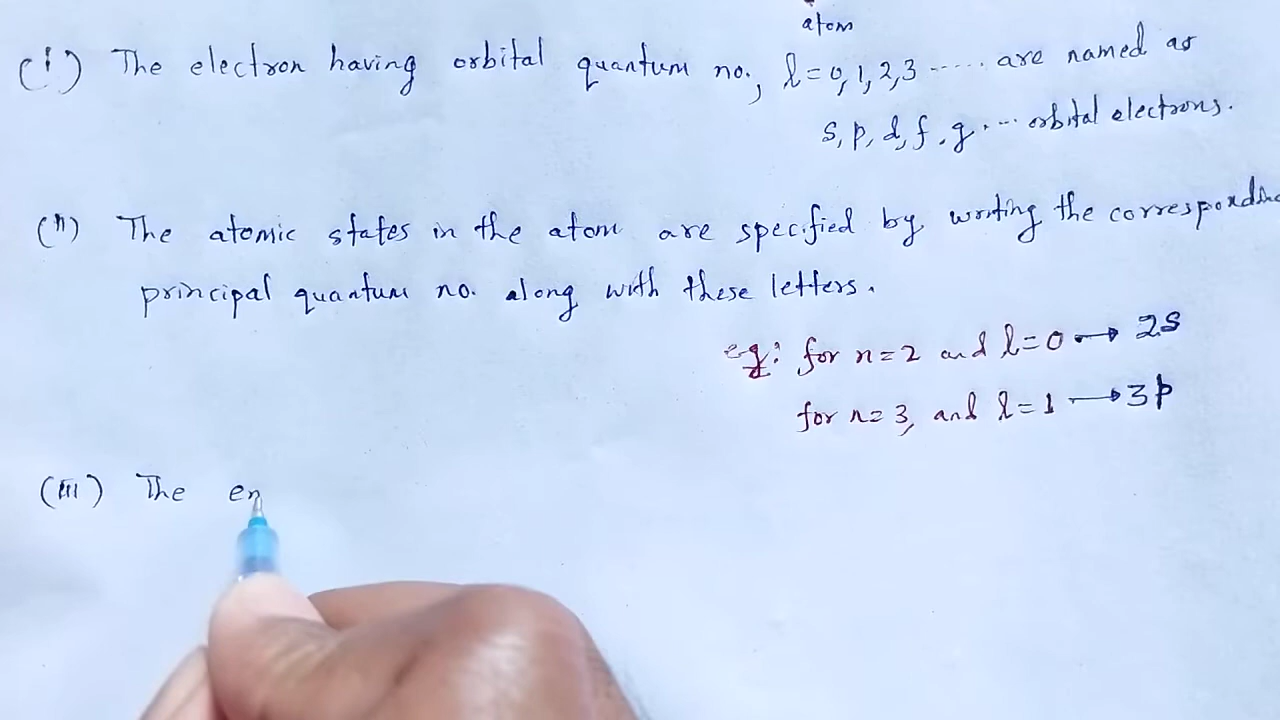 atom
(i) The electron having orbital quantum no., l=0,1,2,3 ..... are named as
s, p, d, f, g .... orbital electrons.
(ii) The atomic states in the atom are specified by writing the correspondin
principal quantum no. along with these letters.
eg: for n=2 and l=0 → 2s
for n=3, and l=1 → 3p
(iii) The en